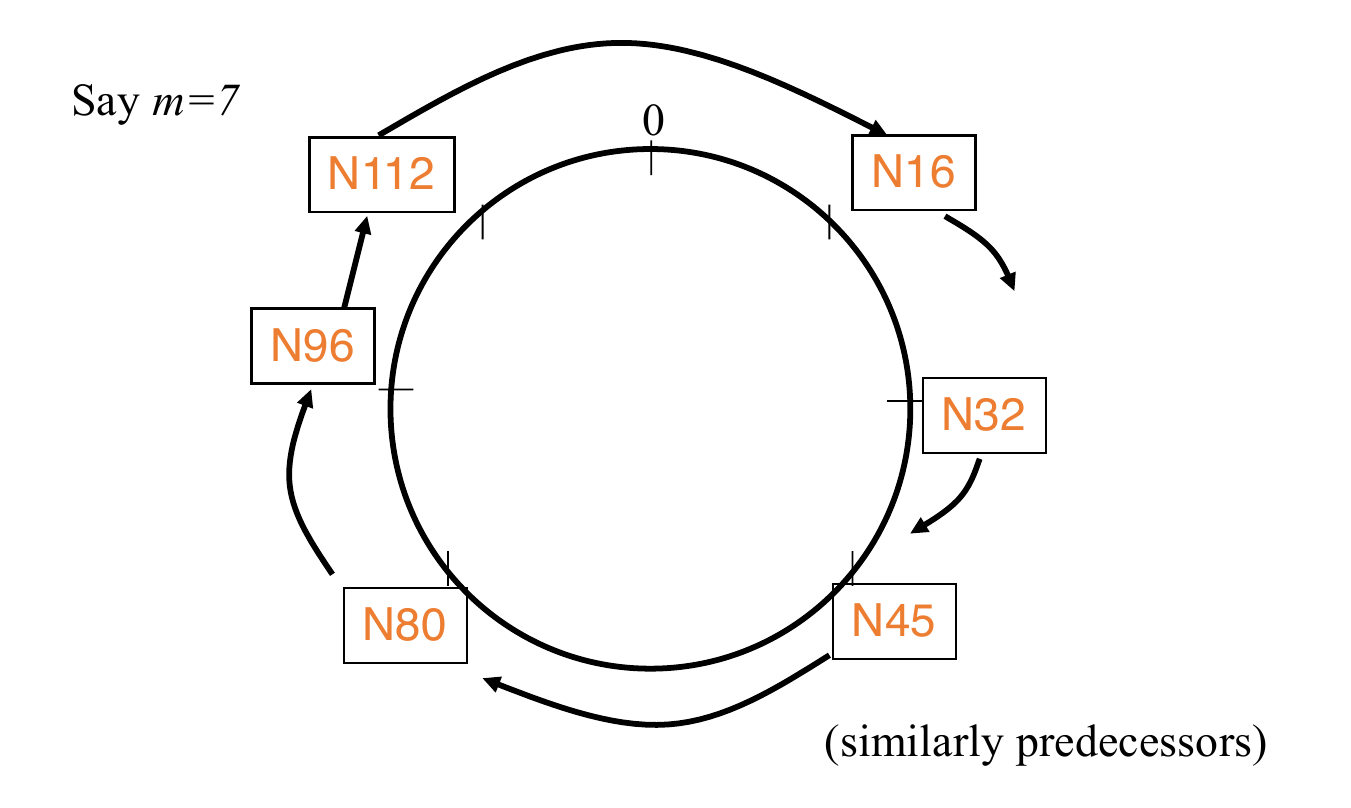 Say m=7
0
N112
N16
N96
N32
N80
N45
(similarly predecessors)